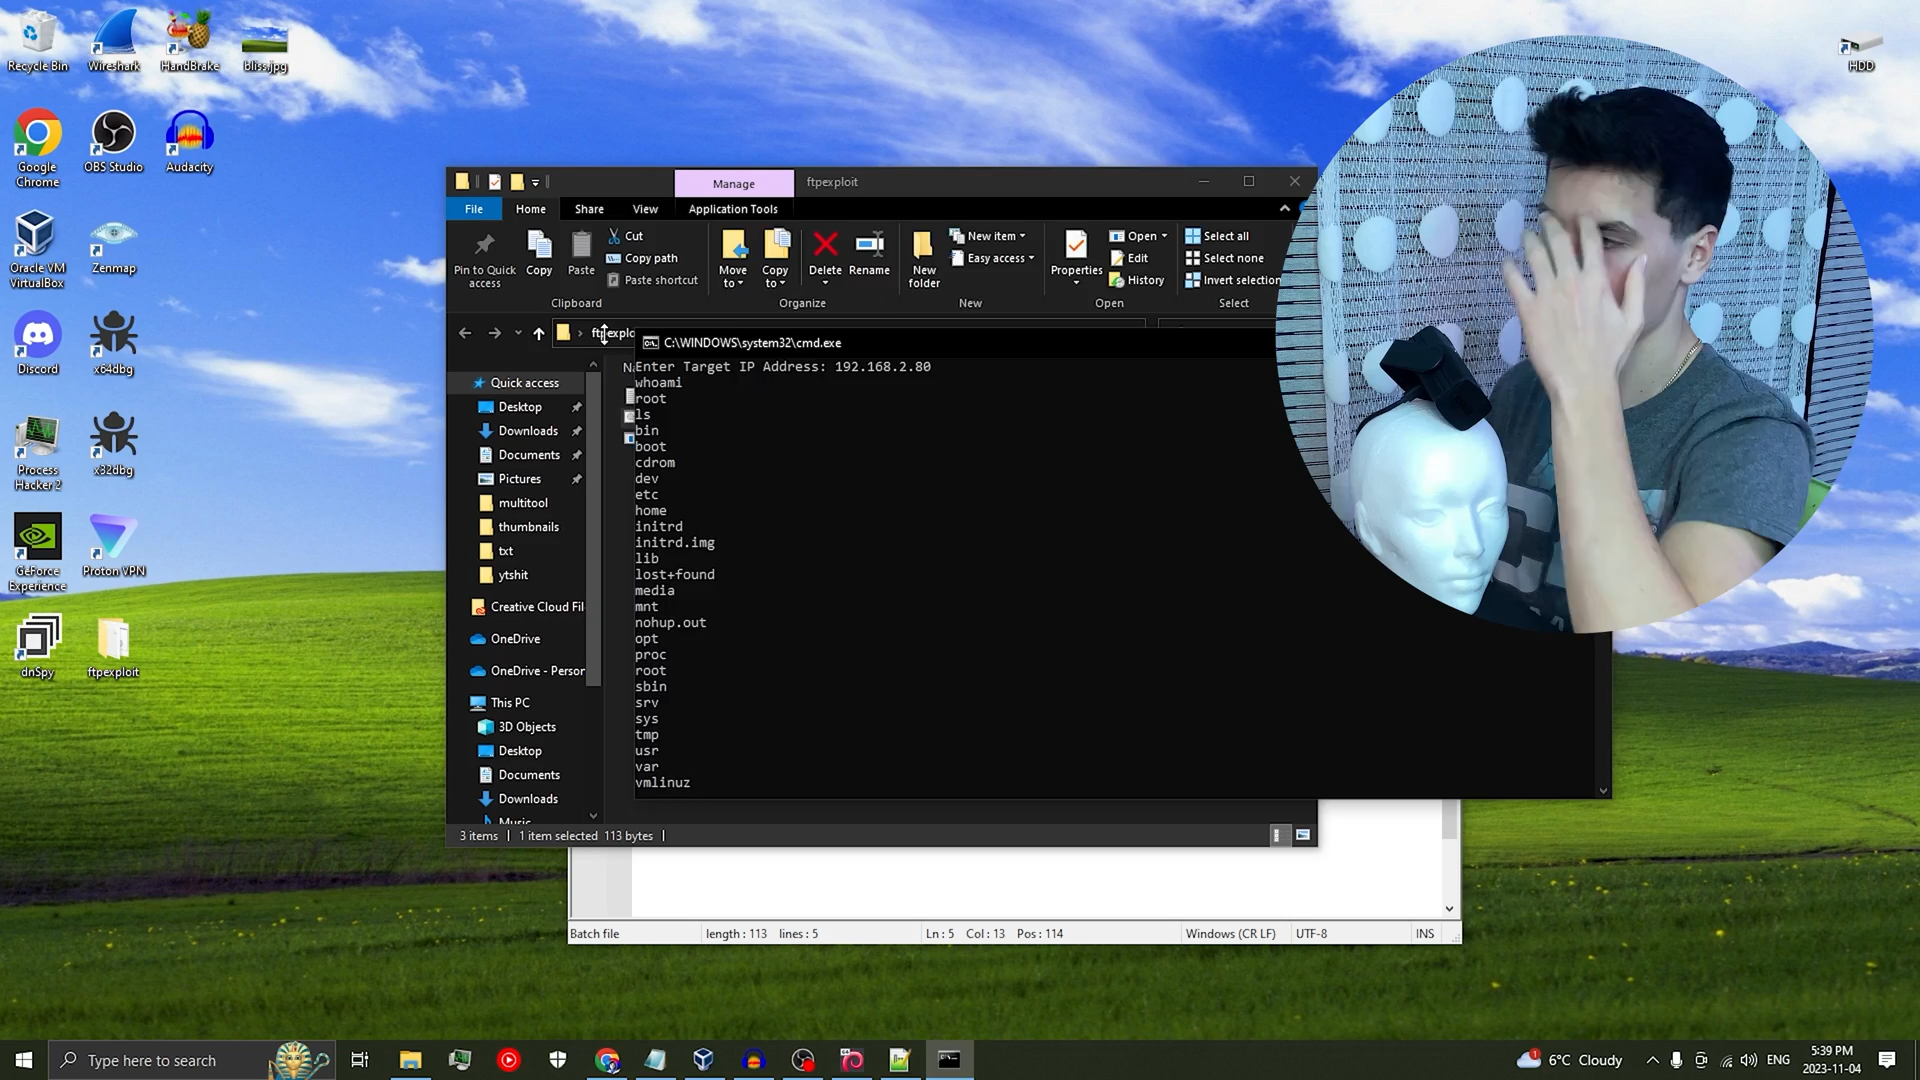 Recycle Bin
Wireshark
HandBrake
bliss.jpg
HDD
Google
Chrome
OBS Studio
Audacity
Oracle VM
VirtualBox
Zenmap
Discord
x64dbg
Process
Hacker 2
x32dbg
GeForce
Experience
Proton VPN
dnSpy
ftpexploit
Manage
ftpexploit
File
Home
Share
View
Application Tools
Pin to Quick
access
Copy
Paste
Cut
Copy path
Paste shortcut
Clipboard
Move
to
Copy
to
Delete
Rename
Organize
New
folder
New item
Easy access
New
Properties
Open
Edit
History
Open
Select all
Select none
Invert selection
Select
Quick access
Desktop
Downloads
Documents
Pictures
multitool
thumbnails
txt
ytshit
Creative Cloud Fil
OneDrive
OneDrive - Person
This PC
3D Objects
Desktop
Documents
Downloads
Music
3 items
1 item selected 113 bytes
C:\WINDOWS\system32\cmd.exe
Enter Target IP Address: 192.168.2.80
whoami
root
ls
bin
boot
cdrom
dev
etc
home
initrd
initrd.img
lib
lost+found
media
mnt
nohup.out
opt
proc
root
sbin
srv
sys
tmp
usr
var
vmlinuz
Batch file
length : 113 lines : 5
Ln : 5 Col : 13 Pos : 114
Windows (CR LF)
UTF-8
INS
Type here to search
6°C Cloudy
ENG
5:39 PM
2023-11-04